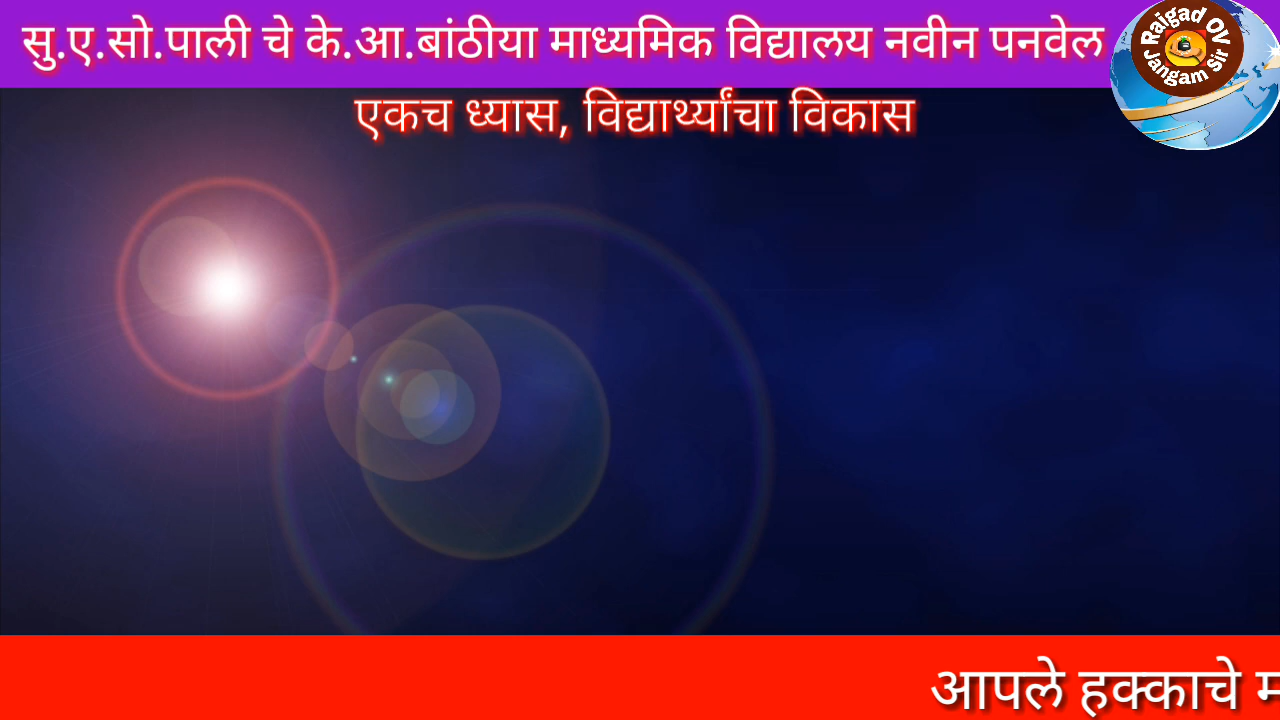 सु.ए.सो.पाली चे के.आ.बांठीया माध्यमिक विद्यालय नवीन पनवेल
एकच ध्यास, विद्यार्थ्यांचा विकास
Raigad OV
Jangam Sir
आपले हक्काचे